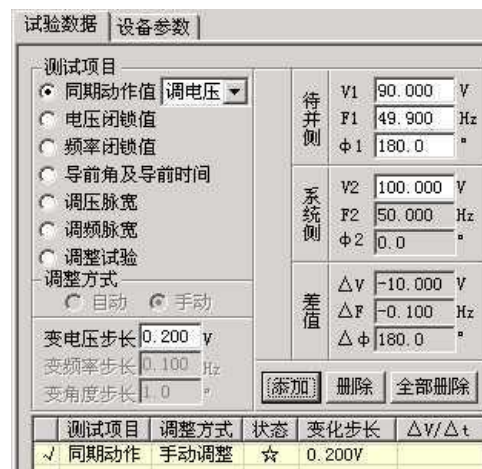 试验数据 设备参数
测试项目
同期动作值 调电压
电压闭锁值
频率闭锁值
导前角及导前时间
调压脉宽
调频脉宽
调整试验
调整方式
自动 手动
变电压步长 0.200 V
变频率步长 0.100 Hz
变角度步长 1.0 °
待并侧
V1 90.000 V
F1 49.900 Hz
Φ1 180.0 °
系统侧
V2 100.000 V
F2 50.000 Hz
Φ2 0.0 °
差值
△V -10.000 V
△F -0.100 Hz
△Φ 180.0 °
添加 删除 全部删除
测试项目 调整方式 状态 变化步长 △V/△t
√ 同期动作 手动调整 ☆ 0.200V